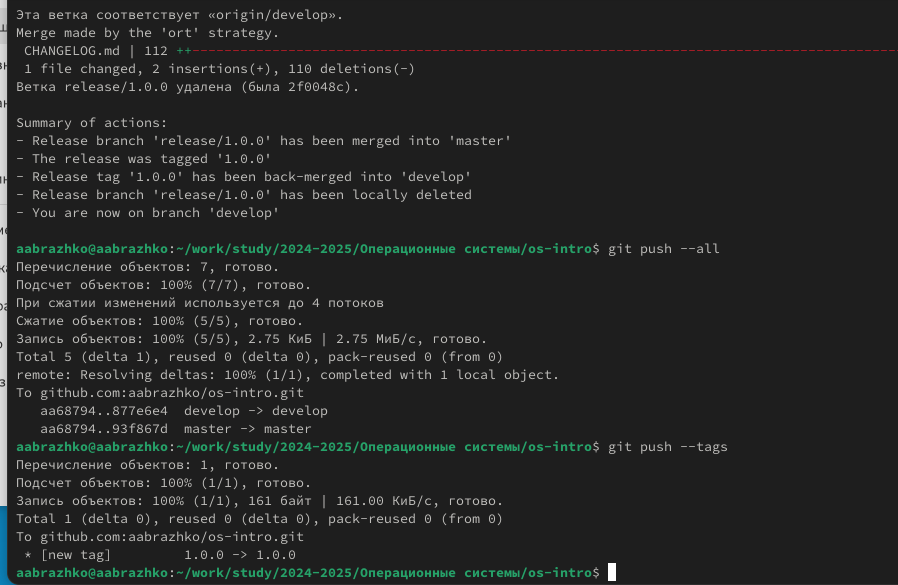 Эта ветка соответствует «origin/develop».
Merge made by the 'ort' strategy.
 CHANGELOG.md | 112 ++--------------------------------------------------------------------------------------------
 1 file changed, 2 insertions(+), 110 deletions(-)
Ветка release/1.0.0 удалена (была 2f0048c).

Summary of actions:
- Release branch 'release/1.0.0' has been merged into 'master'
- The release was tagged '1.0.0'
- Release tag '1.0.0' has been back-merged into 'develop'
- Release branch 'release/1.0.0' has been locally deleted
- You are now on branch 'develop'

aabrazhko@aabrazhko:~/work/study/2024-2025/Операционные системы/os-intro$ git push --all
Перечисление объектов: 7, готово.
Подсчет объектов: 100% (7/7), готово.
При сжатии изменений используется до 4 потоков
Сжатие объектов: 100% (5/5), готово.
Запись объектов: 100% (5/5), 2.75 КиБ | 2.75 МиБ/с, готово.
Total 5 (delta 1), reused 0 (delta 0), pack-reused 0 (from 0)
remote: Resolving deltas: 100% (1/1), completed with 1 local object.
To github.com:aabrazhko/os-intro.git
   aa68794..877e6e4  develop -> develop
   aa68794..93f867d  master -> master
aabrazhko@aabrazhko:~/work/study/2024-2025/Операционные системы/os-intro$ git push --tags
Перечисление объектов: 1, готово.
Подсчет объектов: 100% (1/1), готово.
Запись объектов: 100% (1/1), 161 байт | 161.00 КиБ/с, готово.
Total 1 (delta 0), reused 0 (delta 0), pack-reused 0 (from 0)
To github.com:aabrazhko/os-intro.git
 * [new tag]         1.0.0 -> 1.0.0
aabrazhko@aabrazhko:~/work/study/2024-2025/Операционные системы/os-intro$